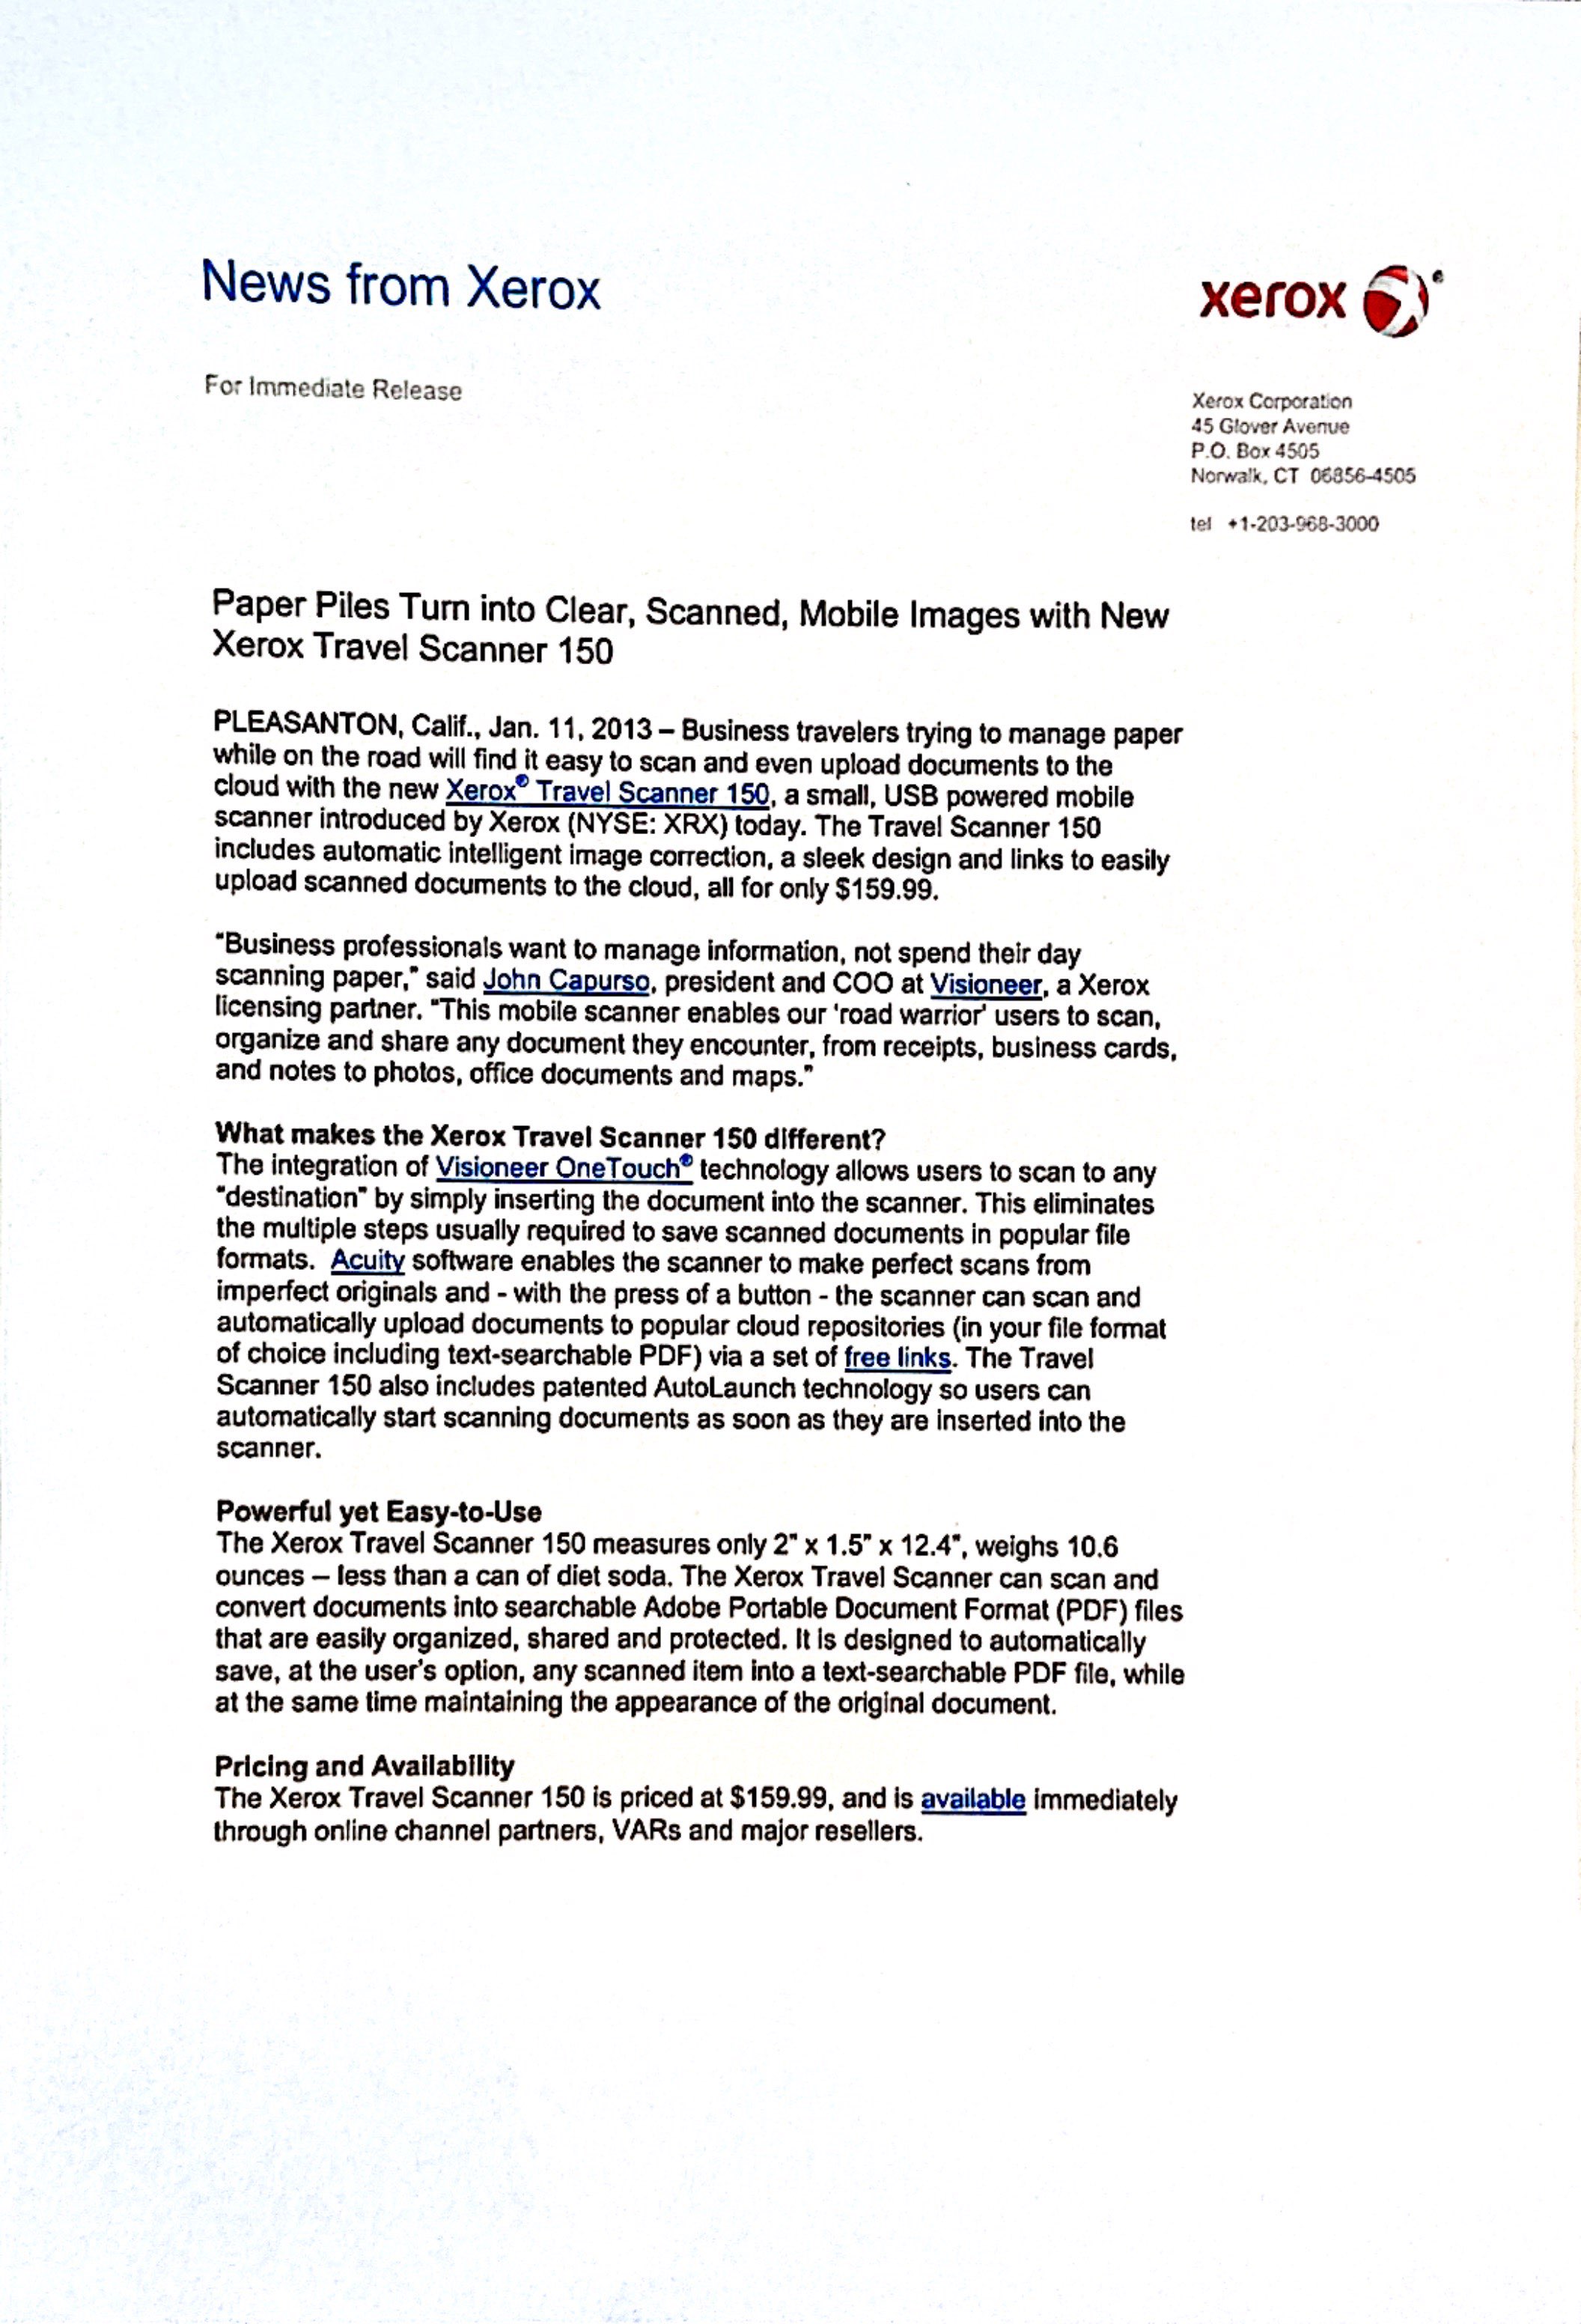 News from Xerox
xerox ®
For Immediate Release
Xerox Corporation
45 Glover Avenue
P.O. Box 4505
Norwalk, CT 06856-4505
tel +1-203-968-3000
Paper Piles Turn into Clear, Scanned, Mobile Images with New
Xerox Travel Scanner 150
PLEASANTON, Calif., Jan. 11, 2013 – Business travelers trying to manage paper
while on the road will find it easy to scan and even upload documents to the
cloud with the new Xerox® Travel Scanner 150, a small, USB powered mobile
scanner introduced by Xerox (NYSE: XRX) today. The Travel Scanner 150
includes automatic intelligent image correction, a sleek design and links to easily
upload scanned documents to the cloud, all for only $159.99.
“Business professionals want to manage information, not spend their day
scanning paper,” said John Capurso, president and COO at Visioneer, a Xerox
licensing partner. “This mobile scanner enables our ‘road warrior’ users to scan,
organize and share any document they encounter, from receipts, business cards,
and notes to photos, office documents and maps.”
What makes the Xerox Travel Scanner 150 different?
The integration of Visioneer OneTouch® technology allows users to scan to any
“destination” by simply inserting the document into the scanner. This eliminates
the multiple steps usually required to save scanned documents in popular file
formats.  Acuity software enables the scanner to make perfect scans from
imperfect originals and - with the press of a button - the scanner can scan and
automatically upload documents to popular cloud repositories (in your file format
of choice including text-searchable PDF) via a set of free links. The Travel
Scanner 150 also includes patented AutoLaunch technology so users can
automatically start scanning documents as soon as they are inserted into the
scanner.
Powerful yet Easy-to-Use
The Xerox Travel Scanner 150 measures only 2” x 1.5” x 12.4”, weighs 10.6
ounces – less than a can of diet soda. The Xerox Travel Scanner can scan and
convert documents into searchable Adobe Portable Document Format (PDF) files
that are easily organized, shared and protected. It is designed to automatically
save, at the user’s option, any scanned item into a text-searchable PDF file, while
at the same time maintaining the appearance of the original document.
Pricing and Availability
The Xerox Travel Scanner 150 is priced at $159.99, and is available immediately
through online channel partners, VARs and major resellers.